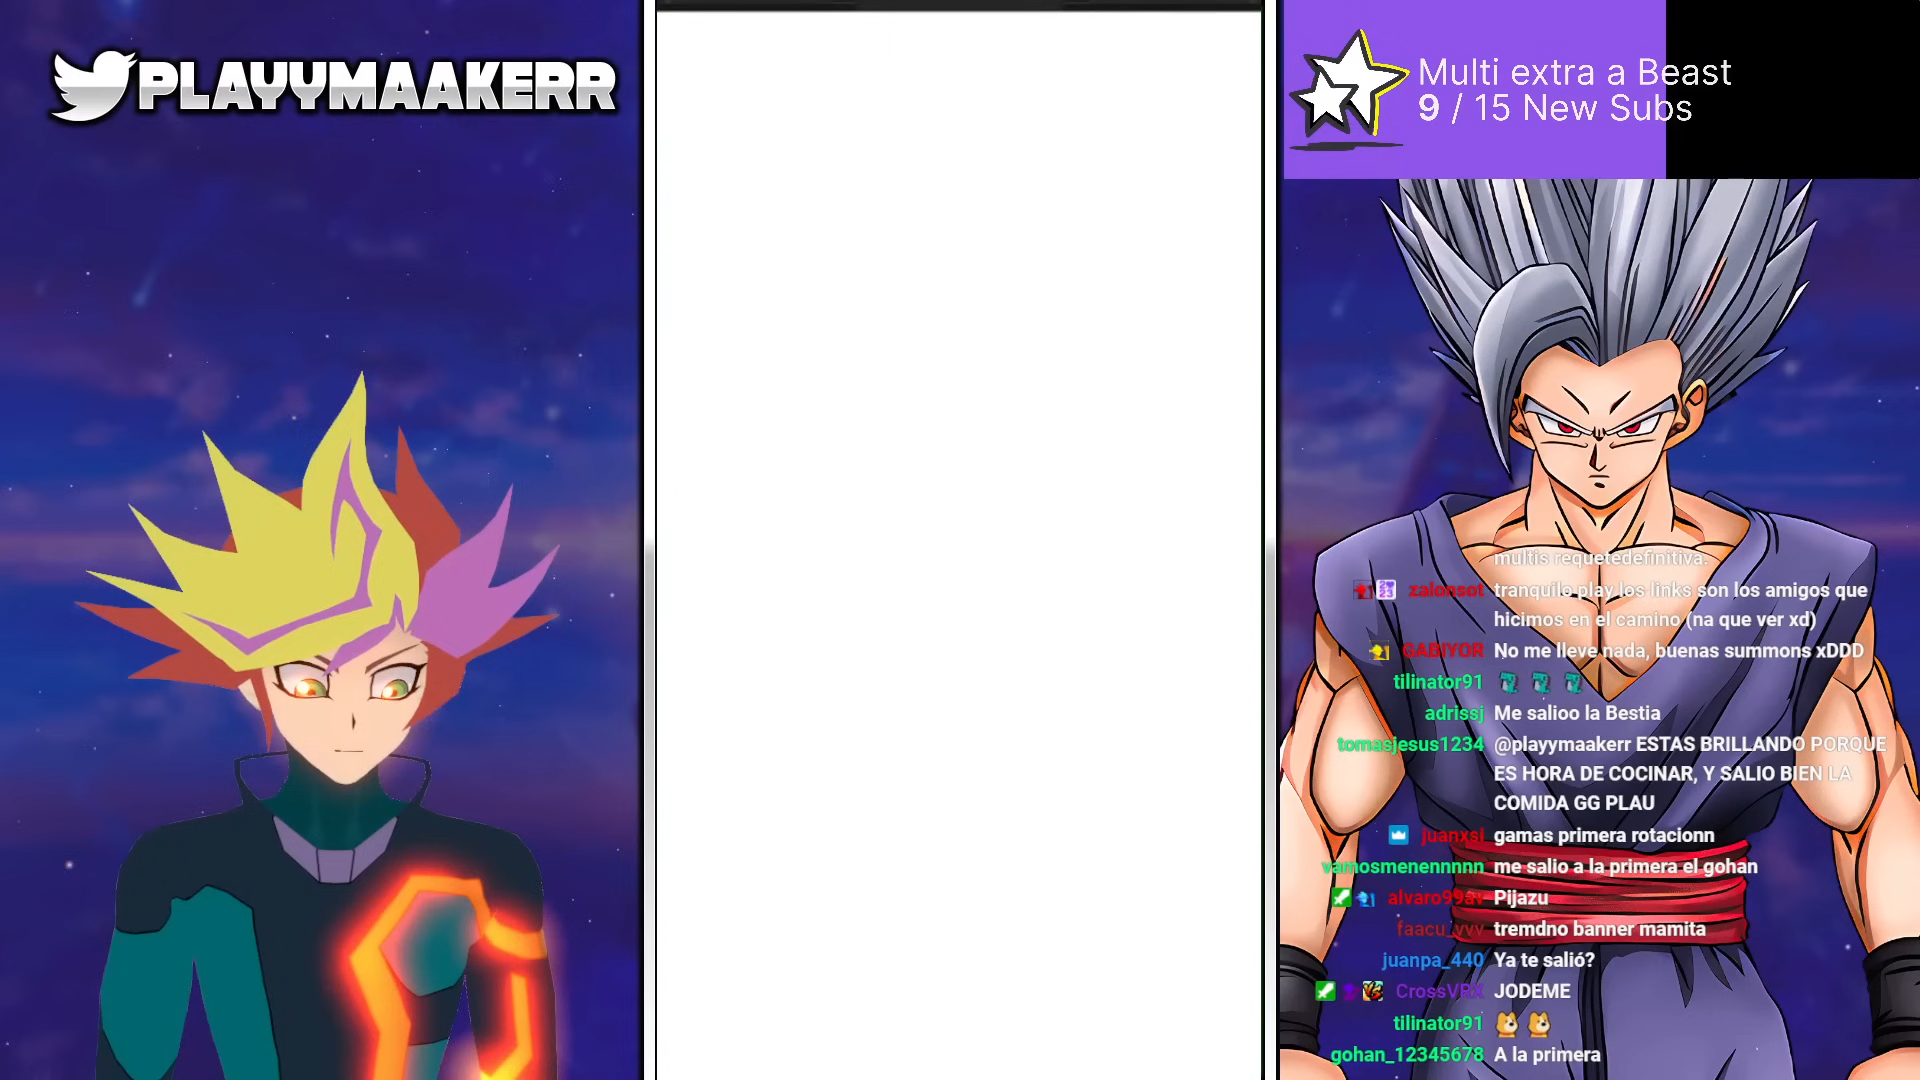 PLAYYMAAKERR
Multi extra a Beast
9 / 15 New Subs
multis requetedefinitiva.
zalonsot tranquilo play los links son los amigos que
hicimos en el camino (na que ver xd)
GABIYOR No me lleve nada, buenas summons xDDD
tilinator91
adrissj Me salioo la Bestia
tomasjesus1234 @playymaakerr ESTAS BRILLANDO PORQUE
ES HORA DE COCINAR, Y SALIO BIEN LA
COMIDA GG PLAU
juanxsi gamas primera rotacionn
vamosmenennnnn me salio a la primera el gohan
alvaro99av Pijazu
faacu_vvv tremdno banner mamita
juanpa_440 Ya te salió?
CrossVRX JODEME
tilinator91
gohan_12345678 A la primera